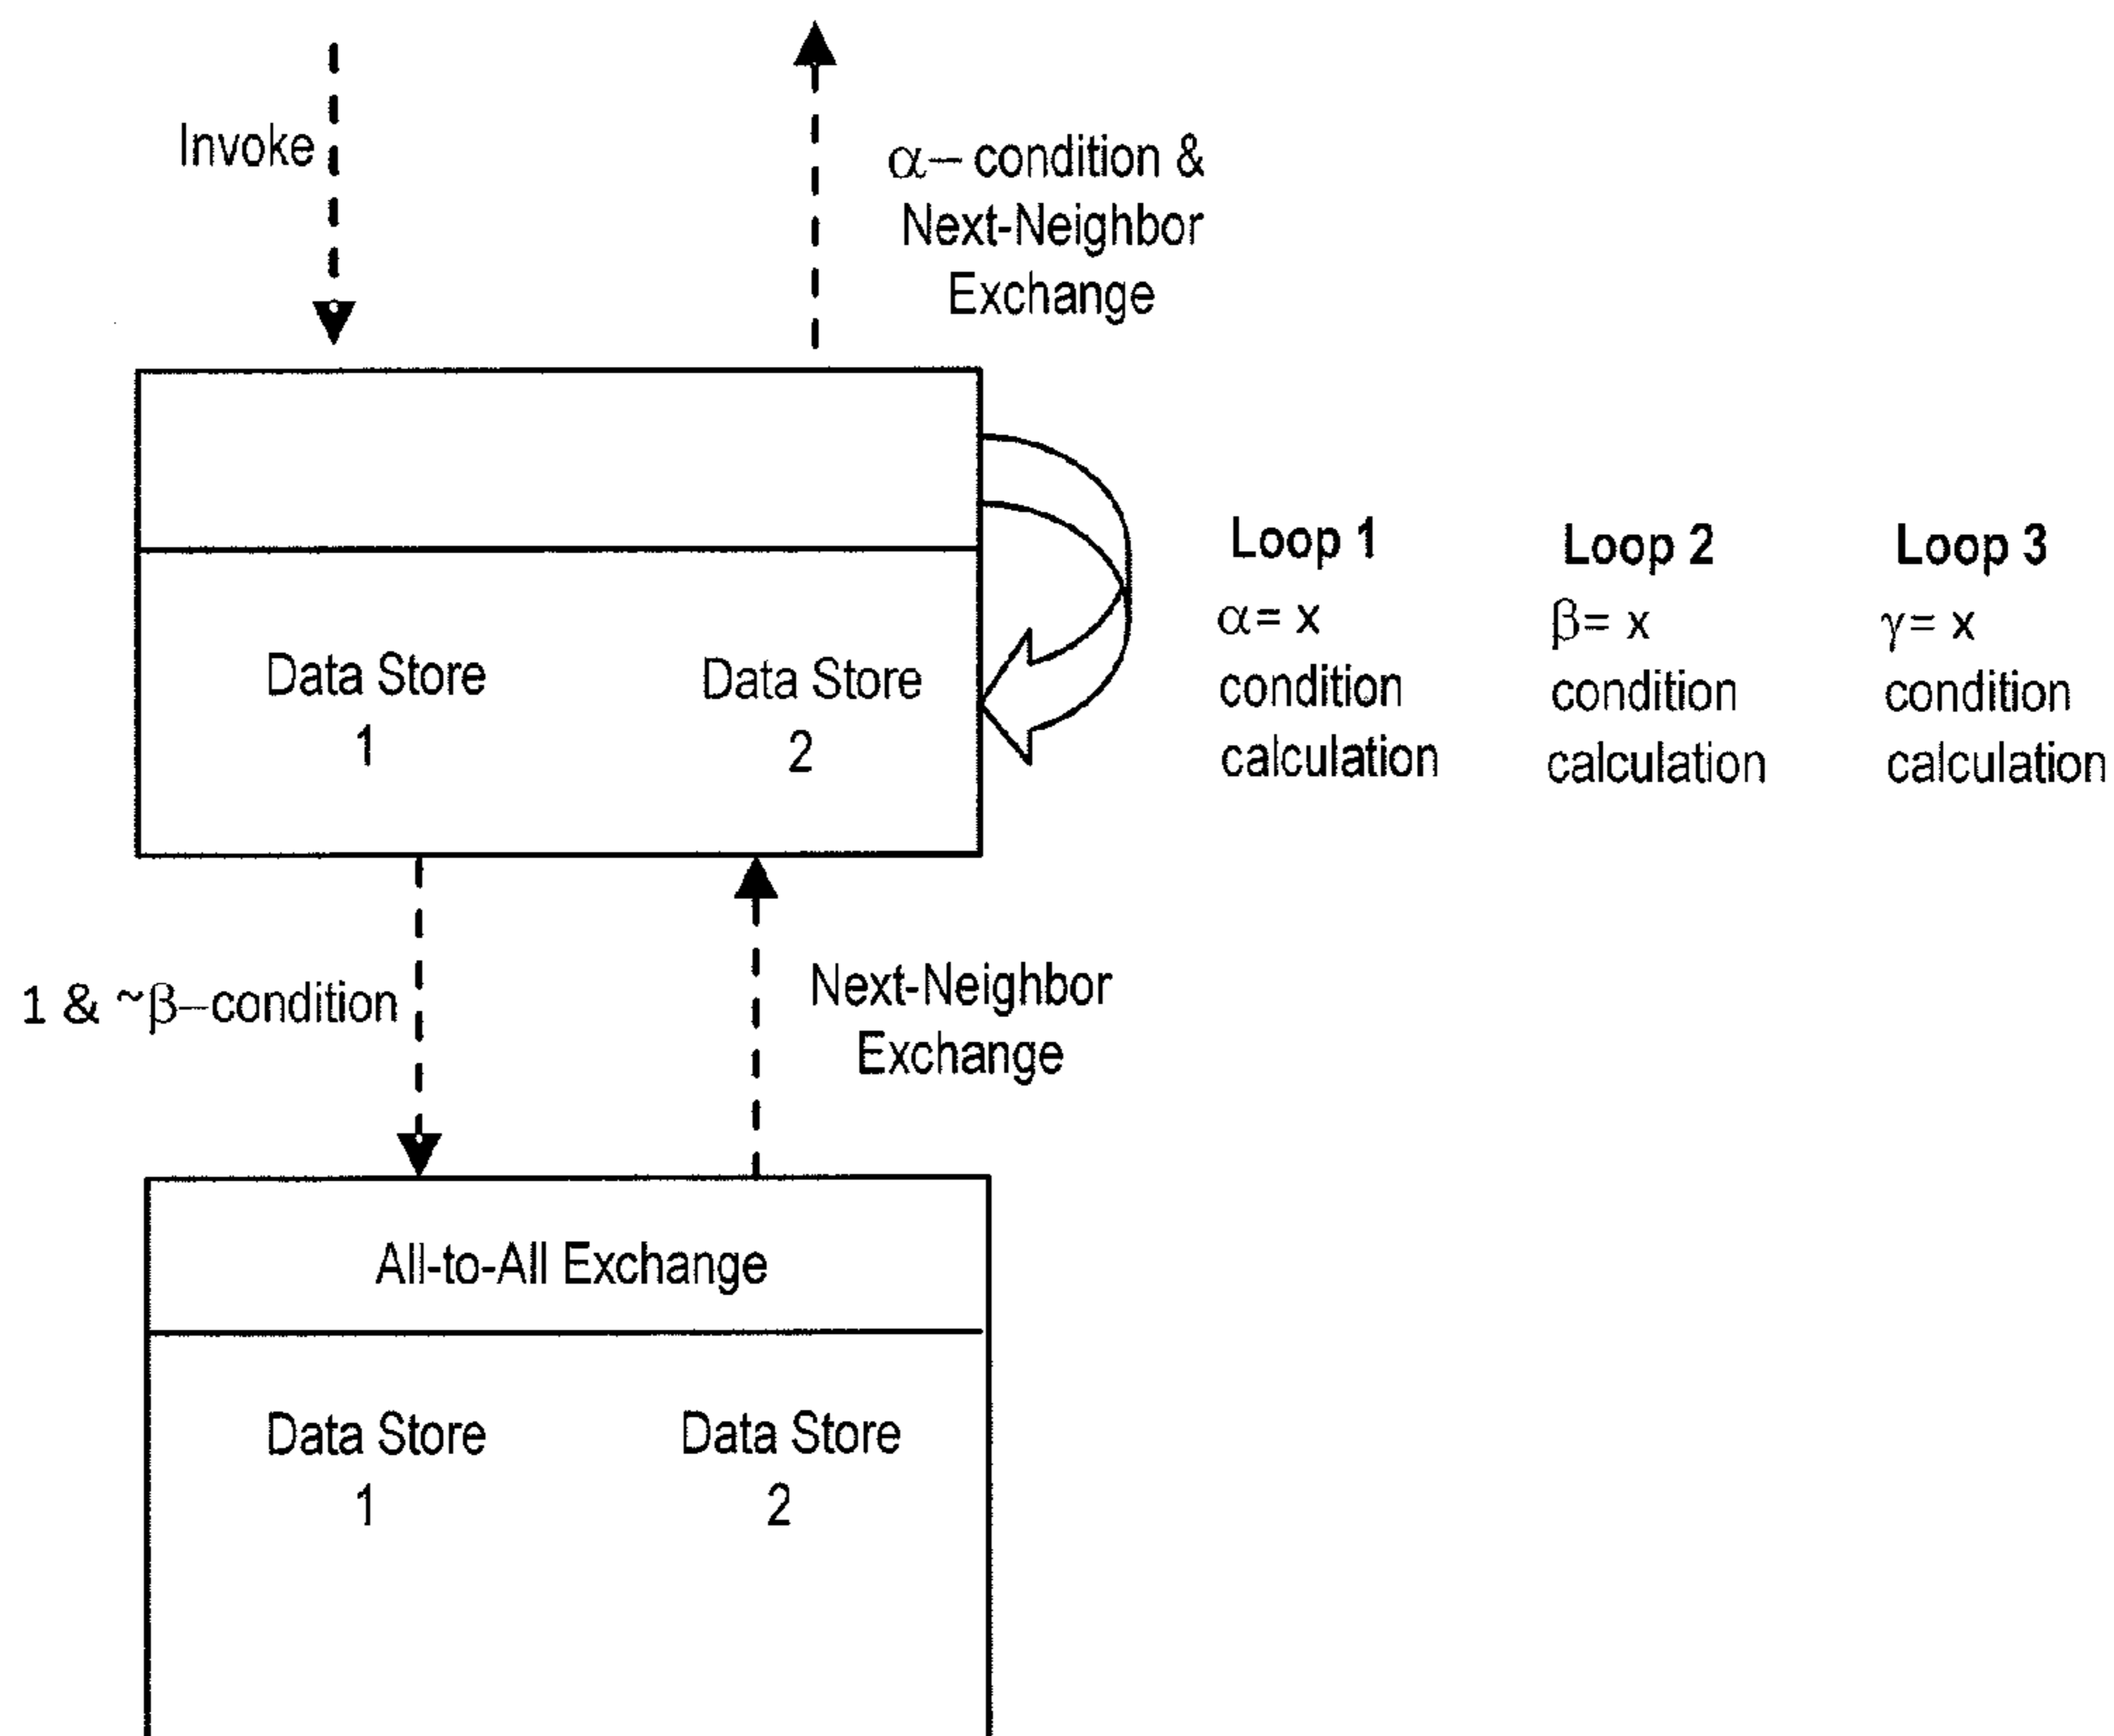 Invoke
α– condition &
Next-Neighbor
Exchange
Data Store
1
Data Store
2
Loop 1
α= x
condition
calculation
Loop 2
β= x
condition
calculation
Loop 3
γ= x
condition
calculation
1 & ~β–condition
Next-Neighbor
Exchange
All-to-All Exchange
Data Store
1
Data Store
2